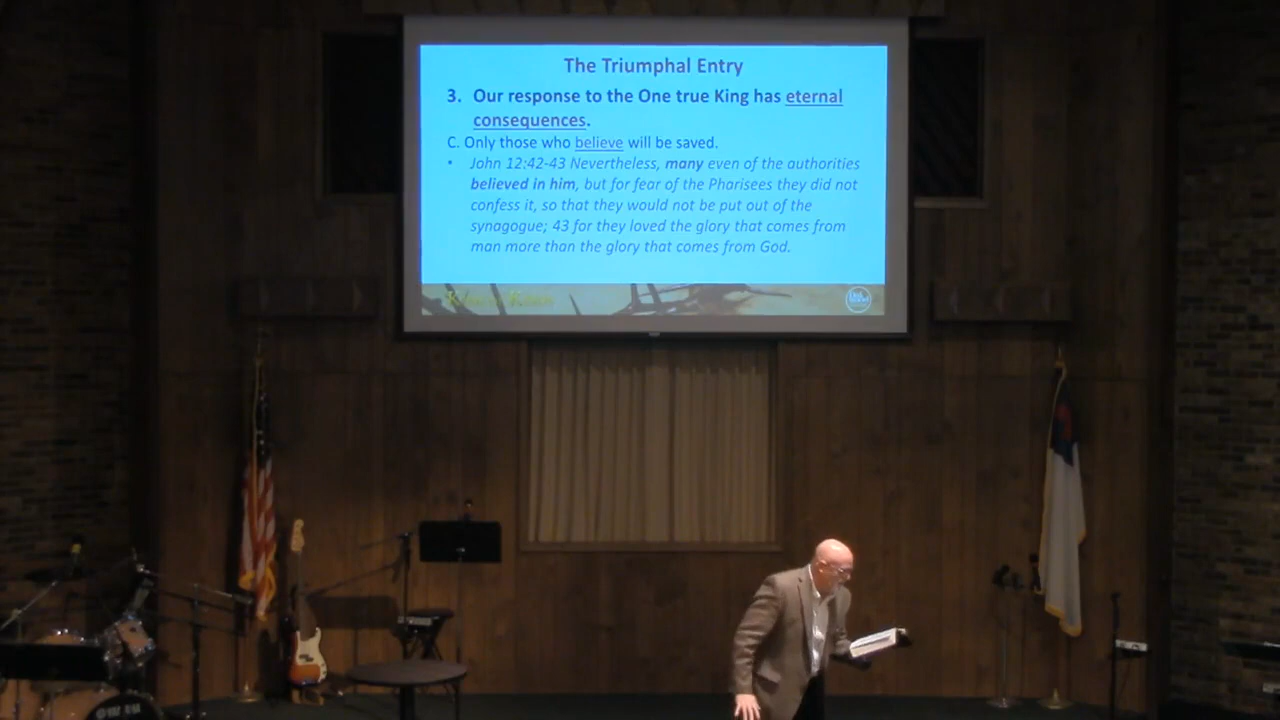 The Triumphal Entry
3. Our response to the One true King has eternal
consequences.
C. Only those who believe will be saved.
• John 12:42-43 Nevertheless, many even of the authorities
believed in him, but for fear of the Pharisees they did not
confess it, so that they would not be put out of the
synagogue; 43 for they loved the glory that comes from
man more than the glory that comes from God.
YAMAHA